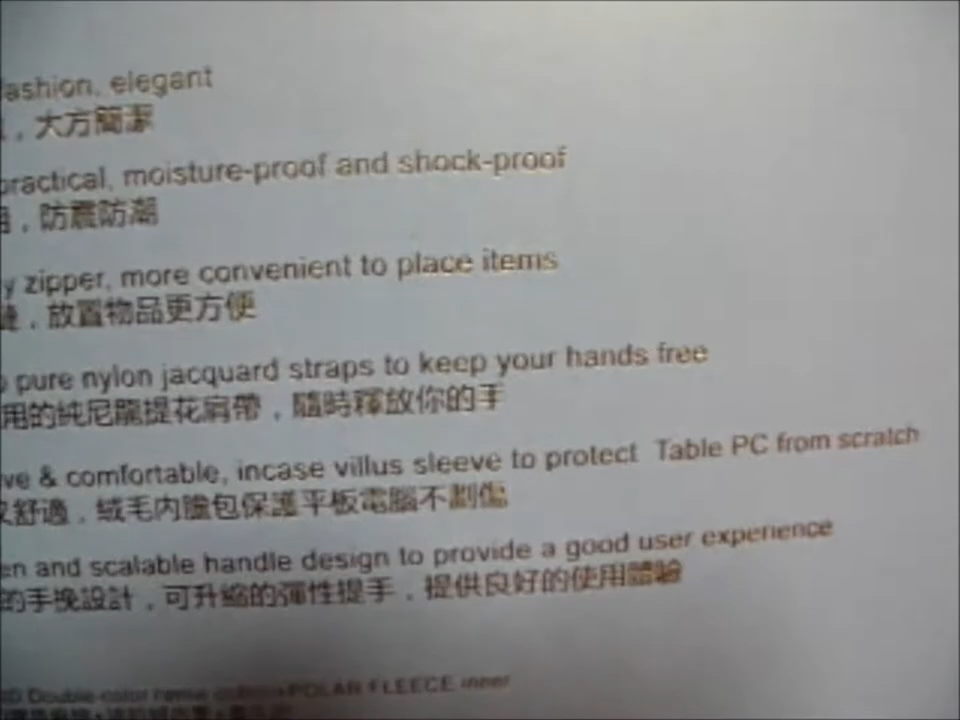 fashion, elegant
，大方簡潔
practical, moisture-proof and shock-proof
，防震防潮
zipper, more convenient to place items
，放置物品更方便
pure nylon jacquard straps to keep your hands free
用的純尼龍提花肩帶，隨時釋放你的手
& comfortable, incase villus sleeve to protect Table PC from scratch
舒適，絨毛內膽包保護平板電腦不劃傷
and scalable handle design to provide a good user experience
的手挽設計，可升縮的彈性提手，提供良好的使用體驗
Double-color POLAR FLEECE inner